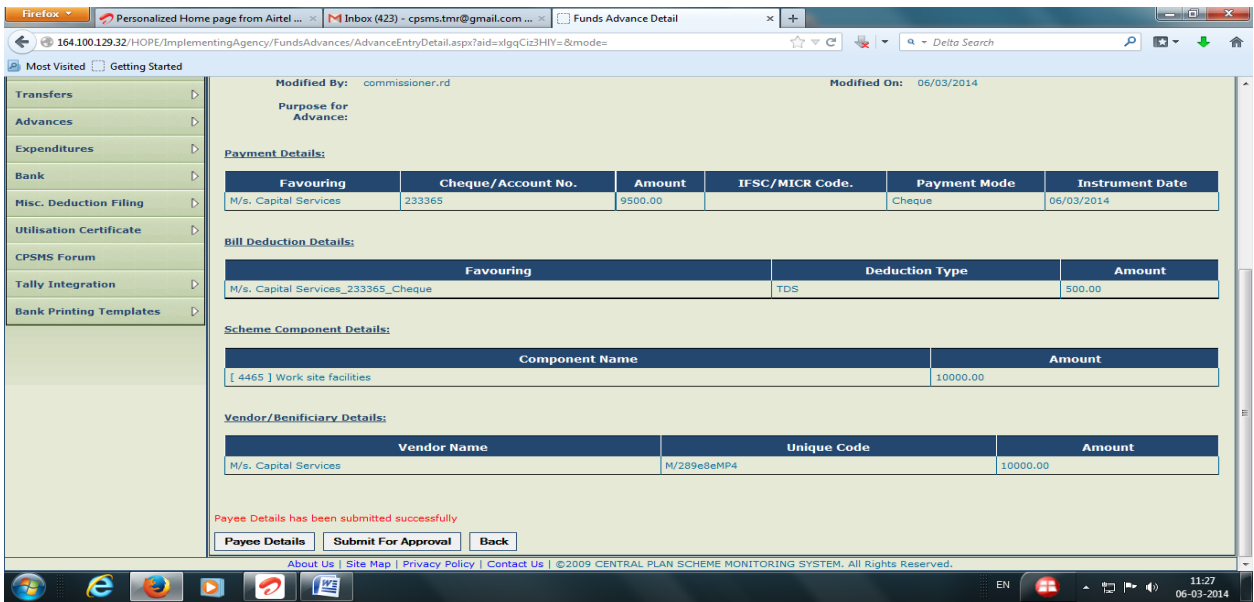 Firefox
Personalized Home page from Airtel ... ×
M Inbox (423) - cpsms.tmr@gmail.com ... ×
Funds Advance Detail ×
164.100.129.32/HOPE/ImplementingAgency/FundsAdvances/AdvanceEntryDetail.aspx?aid=xIgqCiz3HIY=&mode=
Delta Search
Most Visited Getting Started
Transfers
Advances
Expenditures
Bank
Misc. Deduction Filing
Utilisation Certificate
CPSMS Forum
Tally Integration
Bank Printing Templates
Modified By: commissioner.rd Modified On: 06/03/2014
Purpose for
Advance:
Payment Details:
Favouring Cheque/Account No. Amount IFSC/MICR Code. Payment Mode Instrument Date
M/s. Capital Services 233365 9500.00 Cheque 06/03/2014
Bill Deduction Details:
Favouring Deduction Type Amount
M/s. Capital Services_233365_Cheque TDS 500.00
Scheme Component Details:
Component Name Amount
[ 4465 ] Work site facilities 10000.00
Vendor/Benificiary Details:
Vendor Name Unique Code Amount
M/s. Capital Services M/289e8eMP4 10000.00
Payee Details has been submitted successfully
Payee Details Submit For Approval Back
About Us | Site Map | Privacy Policy | Contact Us | ©2009 CENTRAL PLAN SCHEME MONITORING SYSTEM. All Rights Reserved.
EN 11:27
06-03-2014